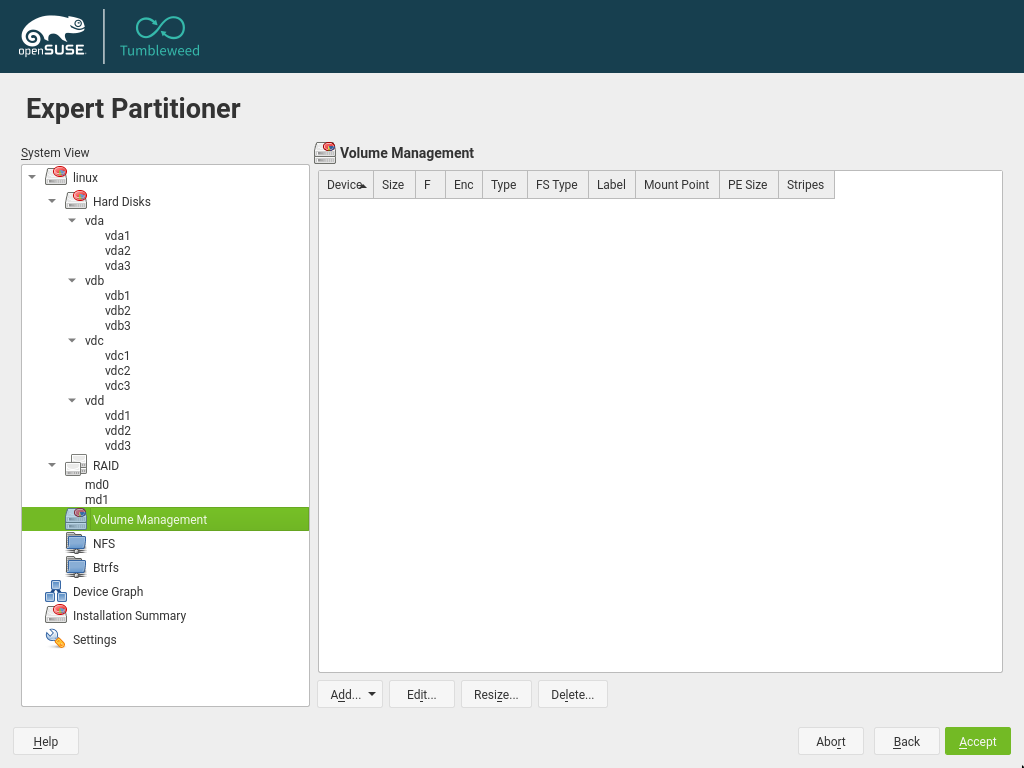 openSUSE. Tumbleweed
Expert Partitioner
System View
linux
Hard Disks
vda
vda1
vda2
vda3
vdb
vdb1
vdb2
vdb3
vdc
vdc1
vdc2
vdc3
vdd
vdd1
vdd2
vdd3
RAID
md0
md1
Volume Management
NFS
Btrfs
Device Graph
Installation Summary
Settings
Volume Management
Device Size F Enc Type FS Type Label Mount Point PE Size Stripes
Add... Edit... Resize... Delete...
Help Abort Back Accept